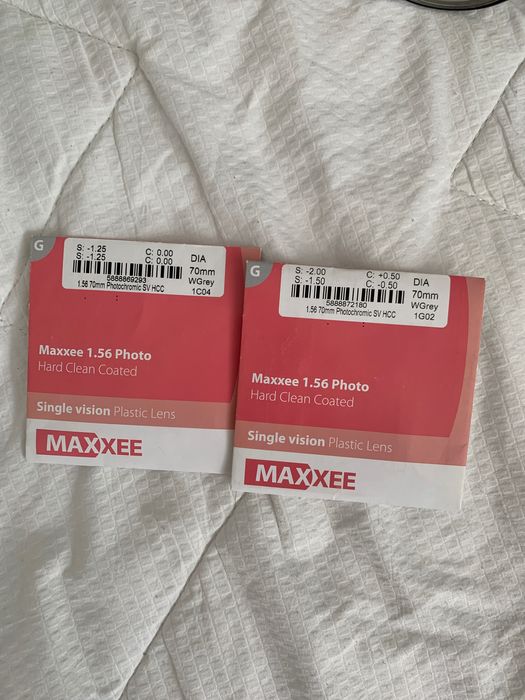 G
S: -1.25 C: 0.00 DIA
S: -1.25 C: 0.00
70mm
5888869293 WGrey
1.56 70mm Photochromic SV HCC 1C04
Maxxee 1.56 Photo
Hard Clean Coated
Single vision Plastic Lens
MAXXEE
G
S: -2.00 C: +0.50 DIA
S: -1.50 C: -0.50
70mm
5888872180 WGrey
1.56 70mm Photochromic SV HCC 1G02
Maxxee 1.56 Photo
Hard Clean Coated
Single vision Plastic Lens
MAXXEE